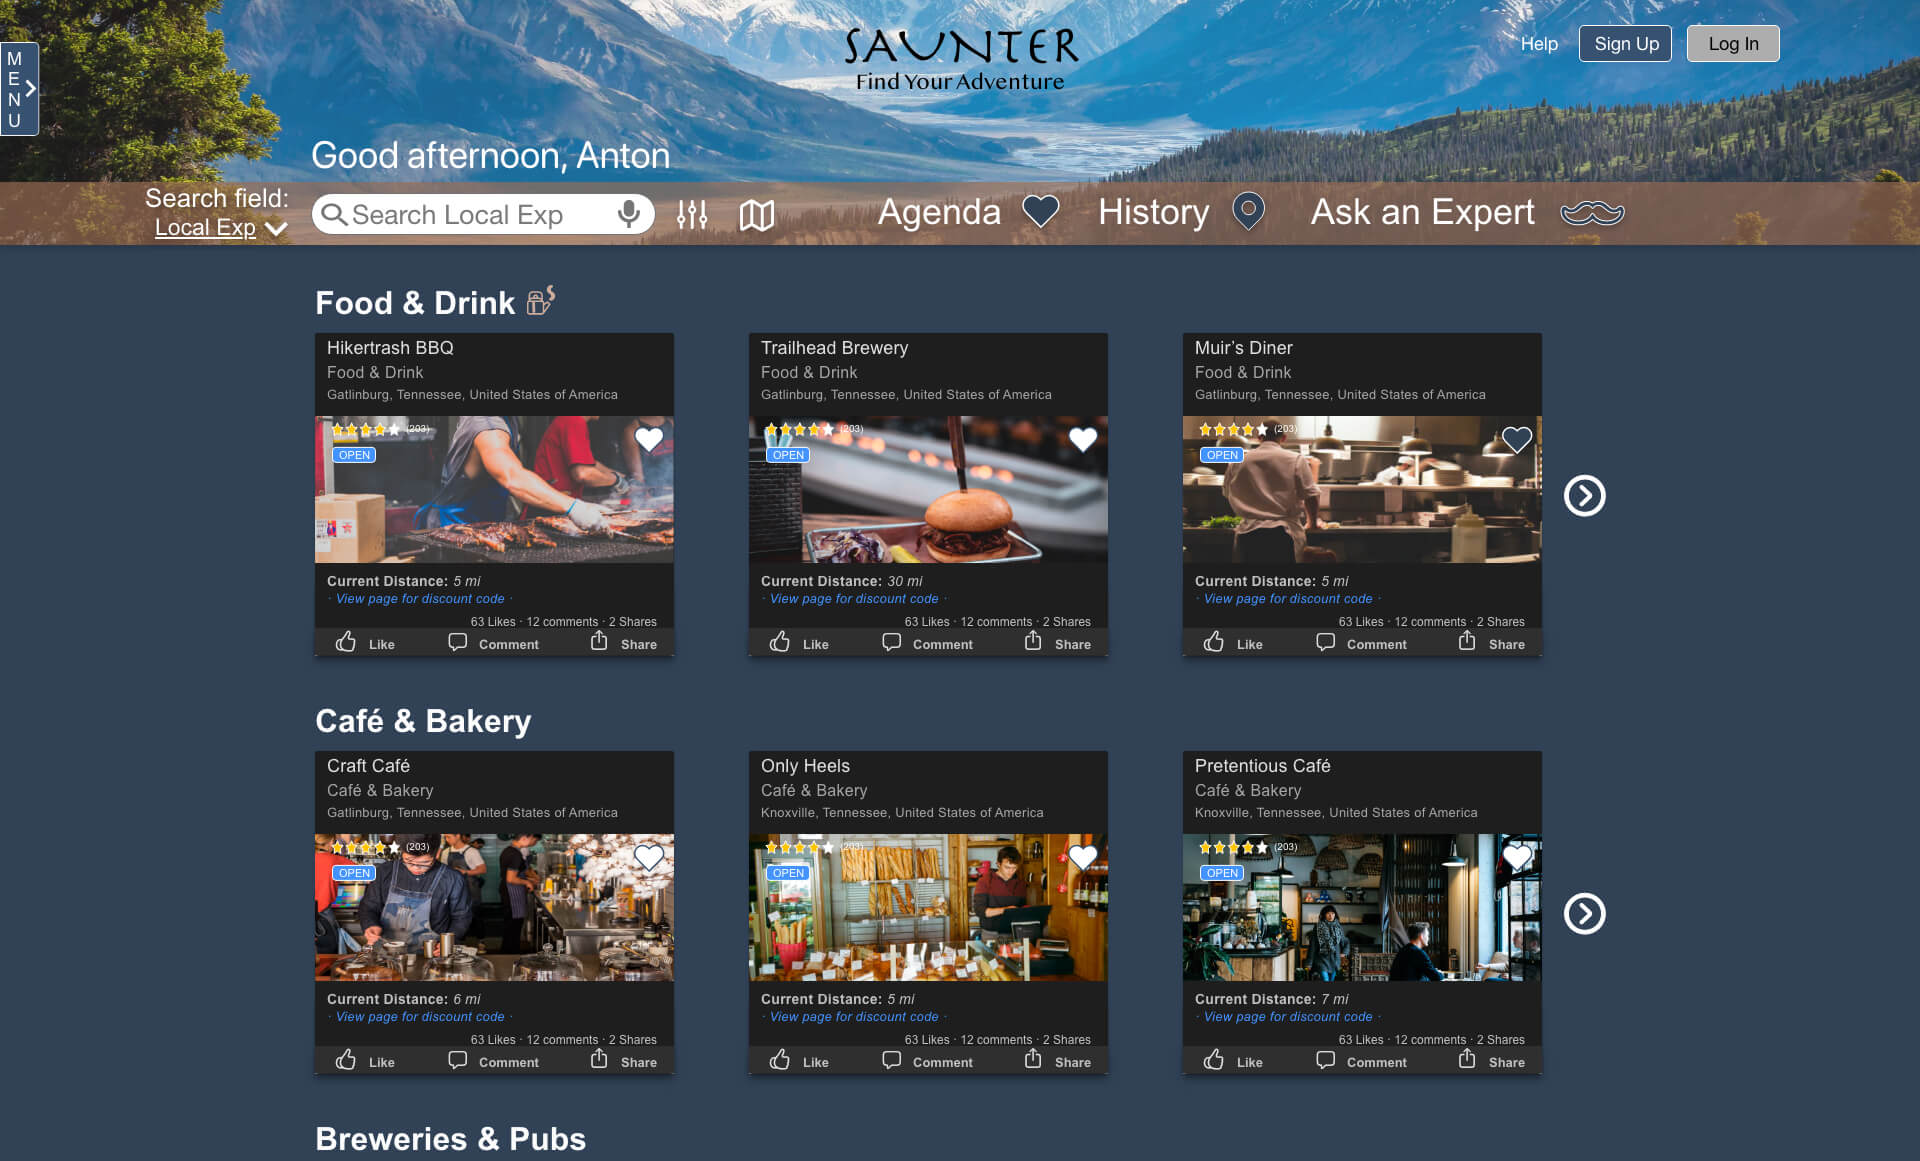 SAUNTER
Find Your Adventure
Help
Sign Up
Log In
MENU
Good afternoon, Anton
Search field:
Local Exp
Search Local Exp
Agenda
History
Ask an Expert
Food & Drink
Hikertrash BBQ
Food & Drink
Gatlinburg, Tennessee, United States of America
(203)
OPEN
Current Distance: 5 mi
· View page for discount code ·
63 Likes · 12 comments · 2 Shares
Like
Comment
Share
Trailhead Brewery
Food & Drink
Gatlinburg, Tennessee, United States of America
(203)
OPEN
Current Distance: 30 mi
· View page for discount code ·
63 Likes · 12 comments · 2 Shares
Like
Comment
Share
Muir's Diner
Food & Drink
Gatlinburg, Tennessee, United States of America
(203)
OPEN
Current Distance: 5 mi
· View page for discount code ·
63 Likes · 12 comments · 2 Shares
Like
Comment
Share
Café & Bakery
Craft Café
Café & Bakery
Gatlinburg, Tennessee, United States of America
(203)
OPEN
Current Distance: 6 mi
· View page for discount code ·
63 Likes · 12 comments · 2 Shares
Like
Comment
Share
Only Heels
Café & Bakery
Knoxville, Tennessee, United States of America
(203)
OPEN
Current Distance: 5 mi
· View page for discount code ·
63 Likes · 12 comments · 2 Shares
Like
Comment
Share
Pretentious Café
Café & Bakery
Knoxville, Tennessee, United States of America
(203)
OPEN
Current Distance: 7 mi
· View page for discount code ·
63 Likes · 12 comments · 2 Shares
Like
Comment
Share
Breweries & Pubs